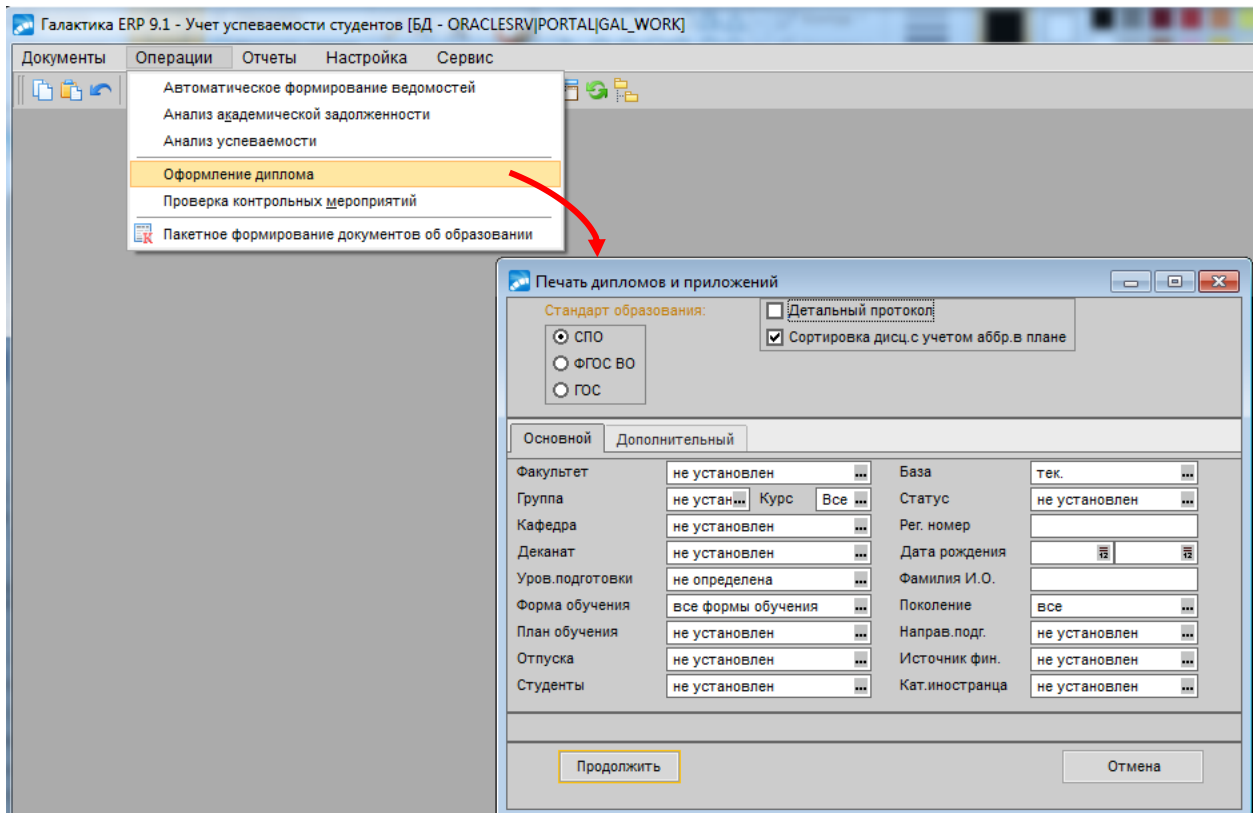 Галактика ERP 9.1 - Учет успеваемости студентов [БД - ORACLESRV|PORTAL|GAL_WORK]
Документы Операции Отчеты Настройка Сервис
Автоматическое формирование ведомостей
Анализ академической задолженности
Анализ успеваемости
Оформление диплома
Проверка контрольных мероприятий
Пакетное формирование документов об образовании
Печать дипломов и приложений
Стандарт образования: Детальный протокол
СПО Сортировка дисц.с учетом аббр.в плане
ФГОС ВО
ГОС
Основной Дополнительный
Факультет не установлен ... База тек. ...
Группа не устан... Курс Все ... Статус не установлен ...
Кафедра не установлен ... Рег. номер
Деканат не установлен ... Дата рождения 12 12
Уров.подготовки не определена ... Фамилия И.О.
Форма обучения все формы обучения ... Поколение все ...
План обучения не установлен ... Направ.подг. не установлен ...
Отпуска не установлен ... Источник фин. не установлен ...
Студенты не установлен ... Кат.иностранца не установлен ...
Продолжить Отмена